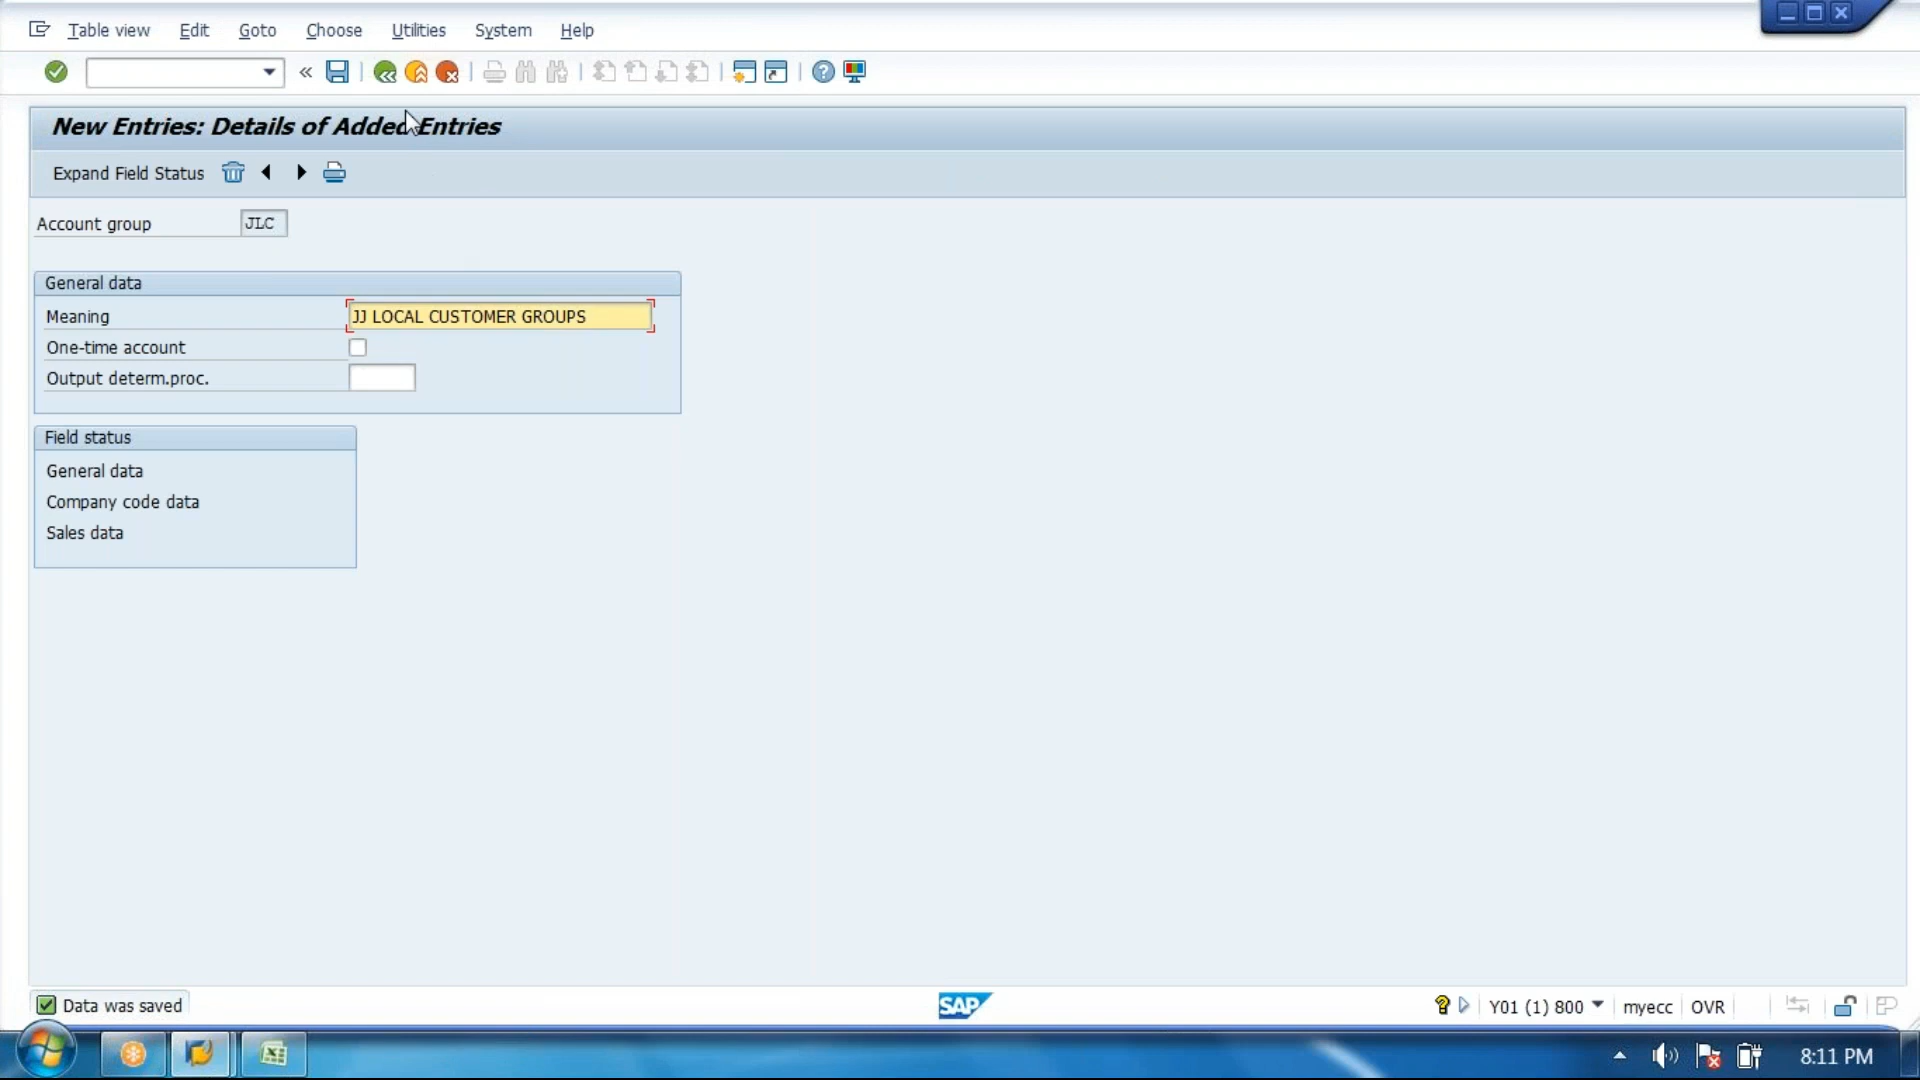 Table view Edit Goto Choose Utilities System Help
New Entries: Details of Added Entries
Expand Field Status
Account group JLC
General data
Meaning JJ LOCAL CUSTOMER GROUPS
One-time account
Output determ.proc.
Field status
General data
Company code data
Sales data
Data was saved SAP Y01 (1) 800 myecc OVR
8:11 PM